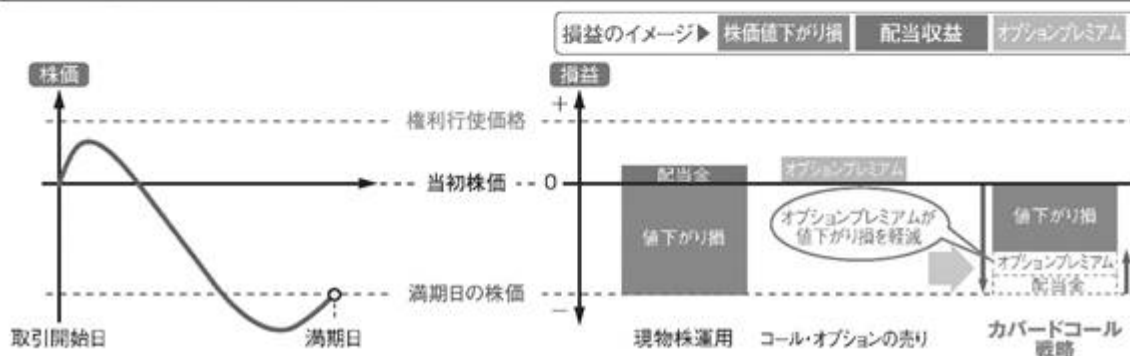 損益のイメージ▶ 株価値下がり損 配当収益 オプションプレミアム
株価
損益
+
権利行使価格
当初株価
0
満期日の株価
−
取引開始日
満期日
配当金
値下がり損
オプションプレミアム
オプションプレミアムが
値下がり損を軽減
値下がり損
オプションプレミアム
配当金
現物株運用
コール・オプションの売り
カバードコール
戦略